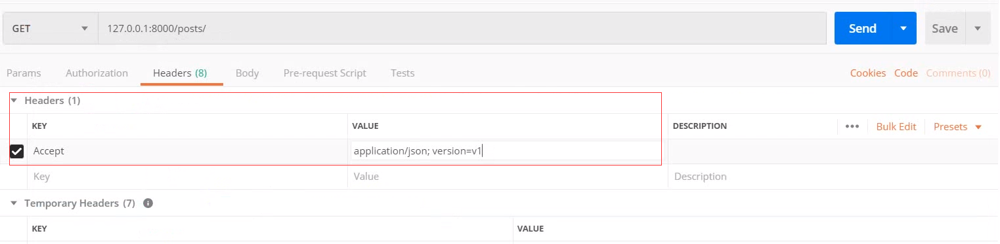 GET 127.0.0.1:8000/posts/ Send Save
Params Authorization Headers (8) Body Pre-request Script Tests Cookies Code Comments (0)
Headers (1)
KEY VALUE DESCRIPTION ••• Bulk Edit Presets
Accept application/json; version=v1
Key Value Description
Temporary Headers (7) i
KEY VALUE